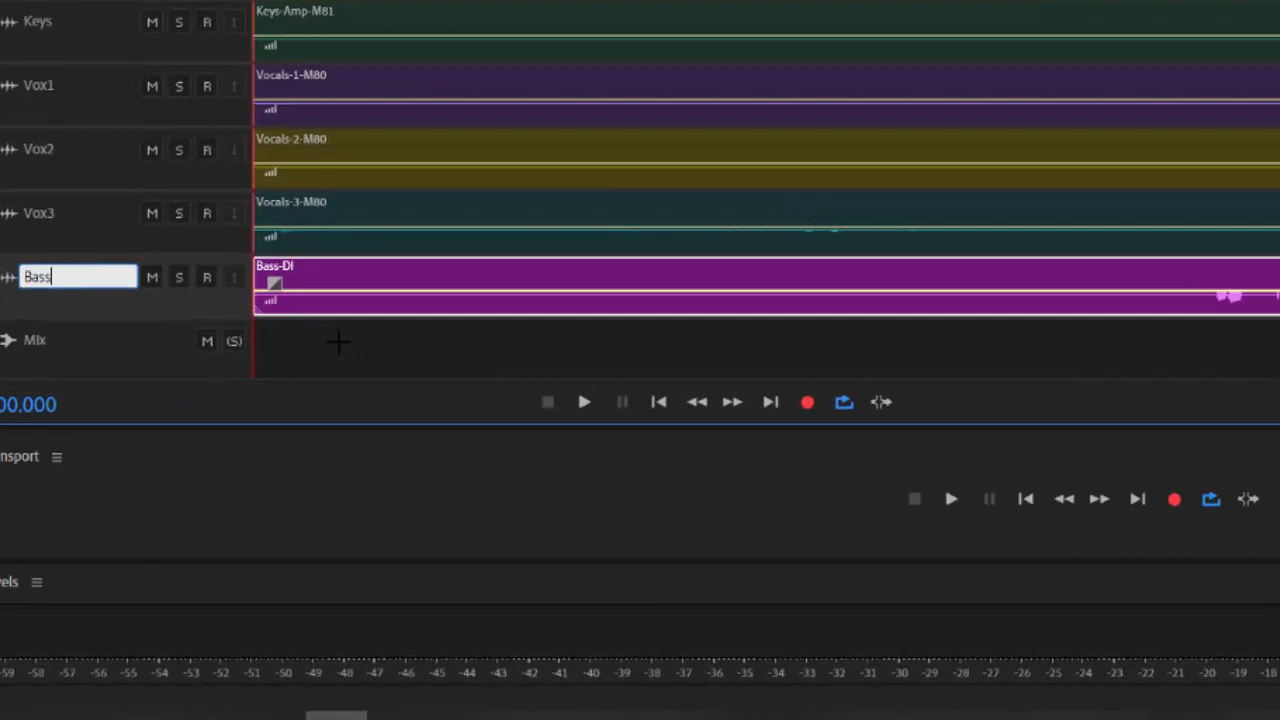 Keys M S R I Keys-Amp-M81
Vox1 M S R I Vocals-1-M80
Vox2 M S R I Vocals-2-M80
Vox3 M S R I Vocals-3-M80
Bass M S R I Bass-DI
Mix M (S)
00.000
nsport
vels
-59 -58 -57 -56 -55 -54 -53 -52 -51 -50 -49 -48 -47 -46 -45 -44 -43 -42 -41 -40 -39 -38 -37 -36 -35 -34 -33 -32 -31 -30 -29 -28 -27 -26 -25 -24 -23 -22 -21 -20 -19 -18